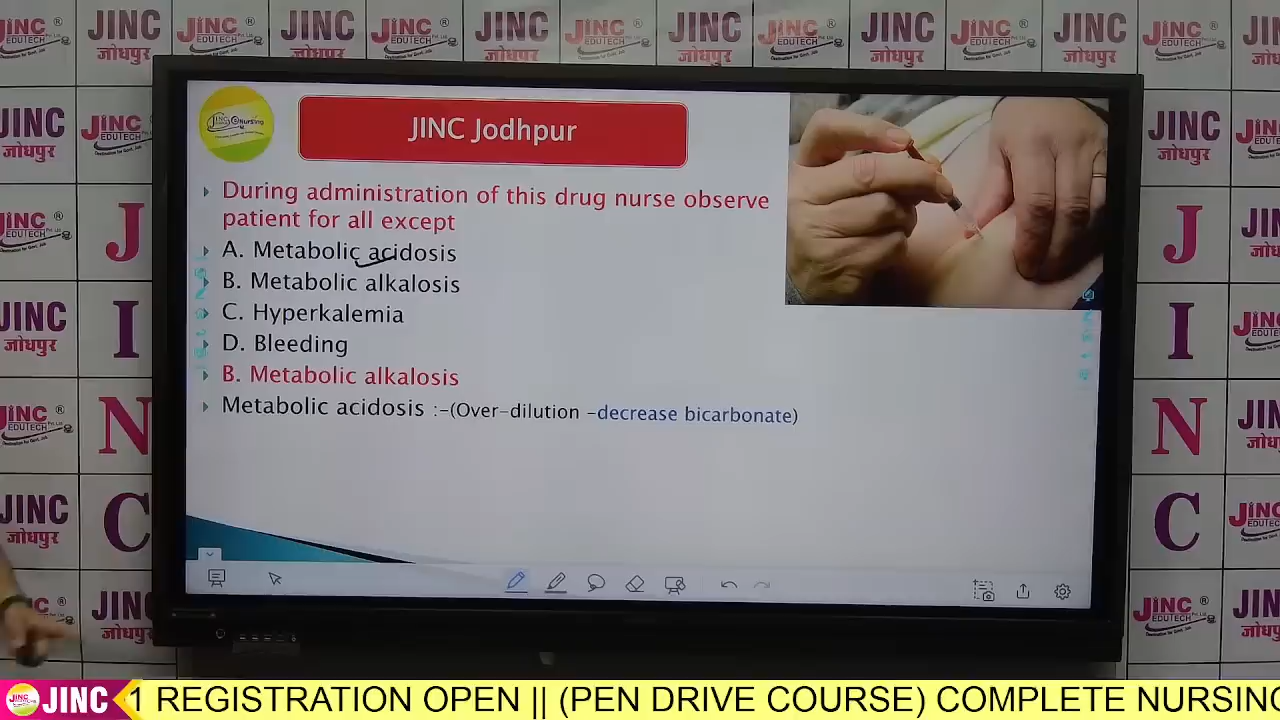 JINC Jodhpur
During administration of this drug nurse observe
patient for all except
A. Metabolic acidosis
B. Metabolic alkalosis
C. Hyperkalemia
D. Bleeding
B. Metabolic alkalosis
Metabolic acidosis :-(Over-dilution -decrease bicarbonate)
JINC
जोधपुर
JINC
EDUTECH
J
I
N
C
J
I
N
C
JINC
1 REGISTRATION OPEN || (PEN DRIVE COURSE) COMPLETE NURSING